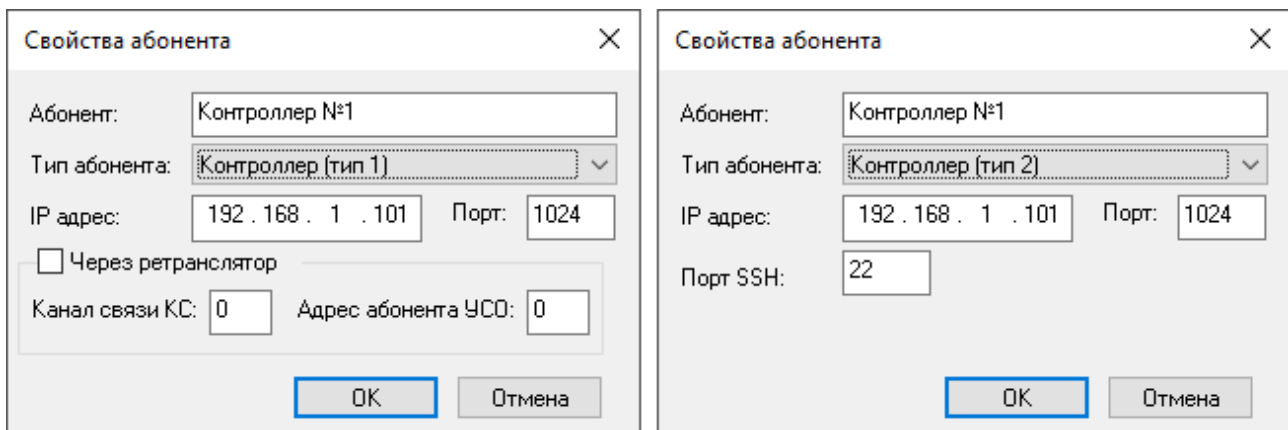 Свойства абонента
Абонент: Контроллер №1
Тип абонента: Контроллер (тип 1)
IP адрес: 192 . 168 . 1 . 101 Порт: 1024
Через ретранслятор
Канал связи КС: 0 Адрес абонента УСО: 0
OK Отмена
Свойства абонента
Абонент: Контроллер №1
Тип абонента: Контроллер (тип 2)
IP адрес: 192 . 168 . 1 . 101 Порт: 1024
Порт SSH: 22
OK Отмена